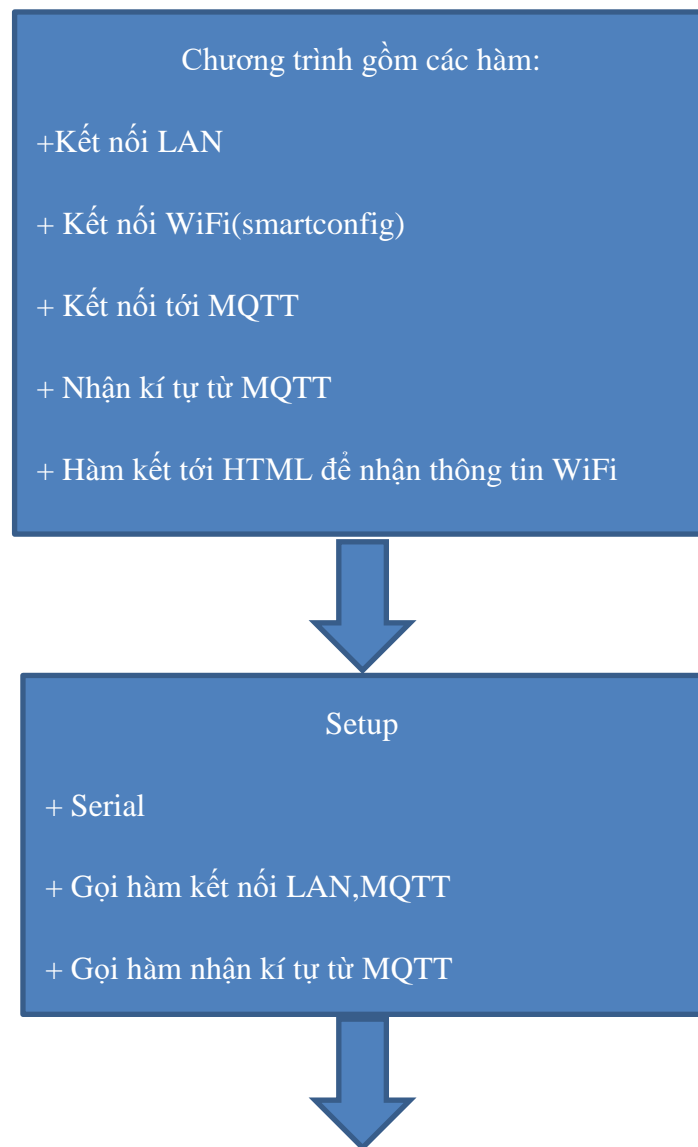 Chương trình gồm các hàm:
+Kết nối LAN
+ Kết nối WiFi(smartconfig)
+ Kết nối tới MQTT
+ Nhận kí tự từ MQTT
+ Hàm kết tới HTML để nhận thông tin WiFi
Setup
+ Serial
+ Gọi hàm kết nối LAN,MQTT
+ Gọi hàm nhận kí tự từ MQTT